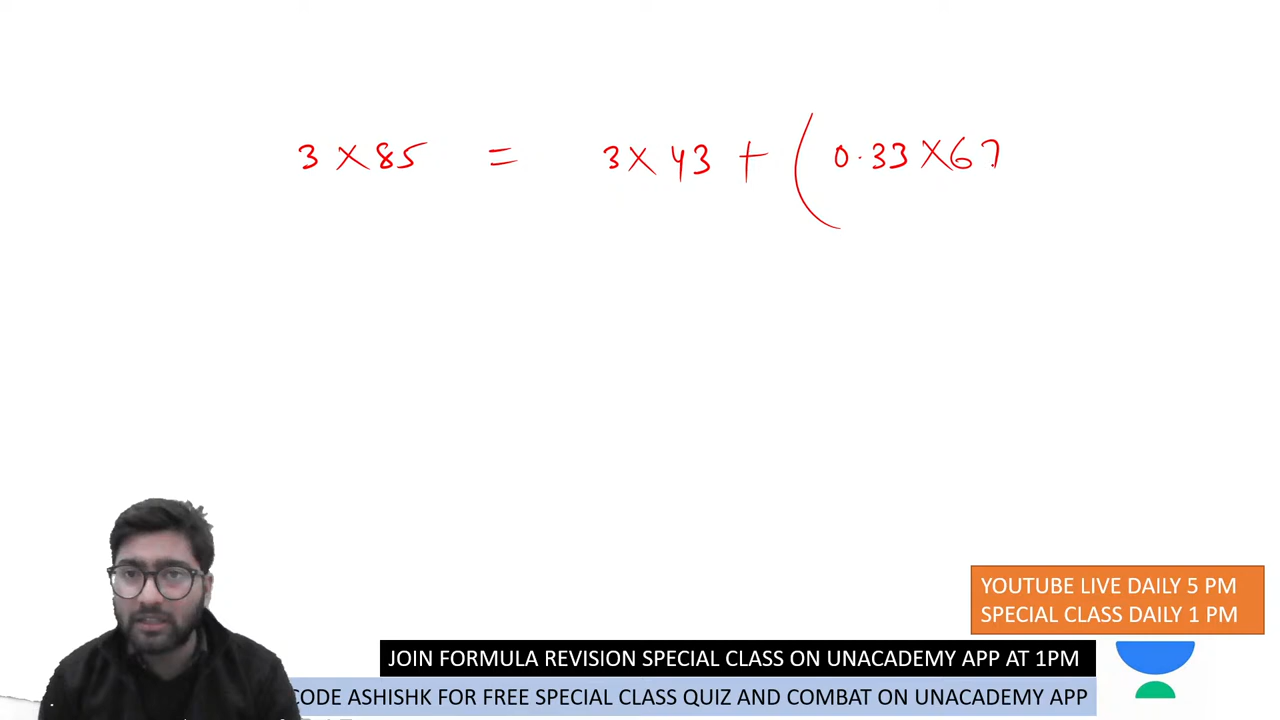 3 × 85 = 3 × 43 + ( 0.33 × 67
YOUTUBE LIVE DAILY 5 PM
SPECIAL CLASS DAILY 1 PM
JOIN FORMULA REVISION SPECIAL CLASS ON UNACADEMY APP AT 1PM
CODE ASHISHK FOR FREE SPECIAL CLASS QUIZ AND COMBAT ON UNACADEMY APP